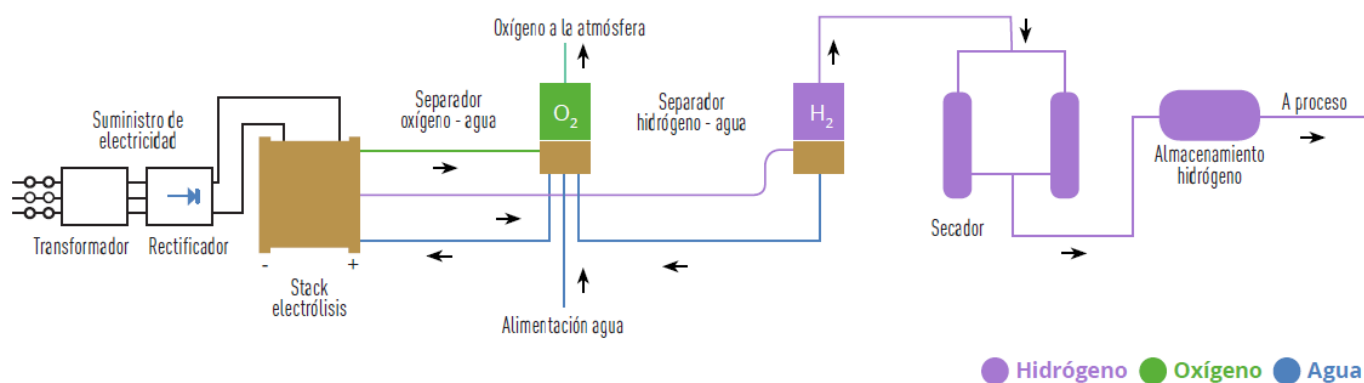 Oxígeno a la atmósfera
Suministro de
electricidad
Separador
oxígeno - agua
O2
Separador
hidrógeno - agua
H2
A proceso
Almacenamiento
hidrógeno
Transformador
Rectificador
Secador
- +
Stack
electrólisis
Alimentación agua
Hidrógeno Oxígeno Agua